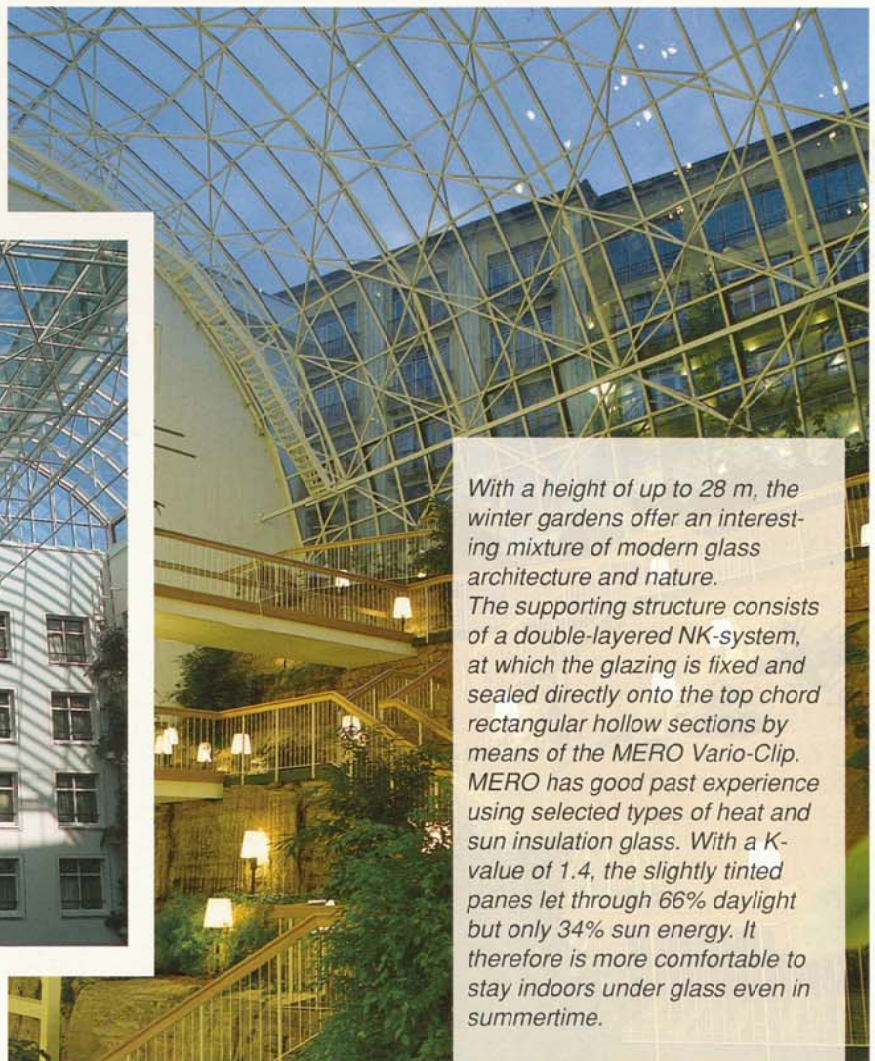 With a height of up to 28 m, the
winter gardens offer an interest-
ing mixture of modern glass
architecture and nature.
The supporting structure consists
of a double-layered NK-system,
at which the glazing is fixed and
sealed directly onto the top chord
rectangular hollow sections by
means of the MERO Vario-Clip.
MERO has good past experience
using selected types of heat and
sun insulation glass. With a K-
value of 1.4, the slightly tinted
panes let through 66% daylight
but only 34% sun energy. It
therefore is more comfortable to
stay indoors under glass even in
summertime.